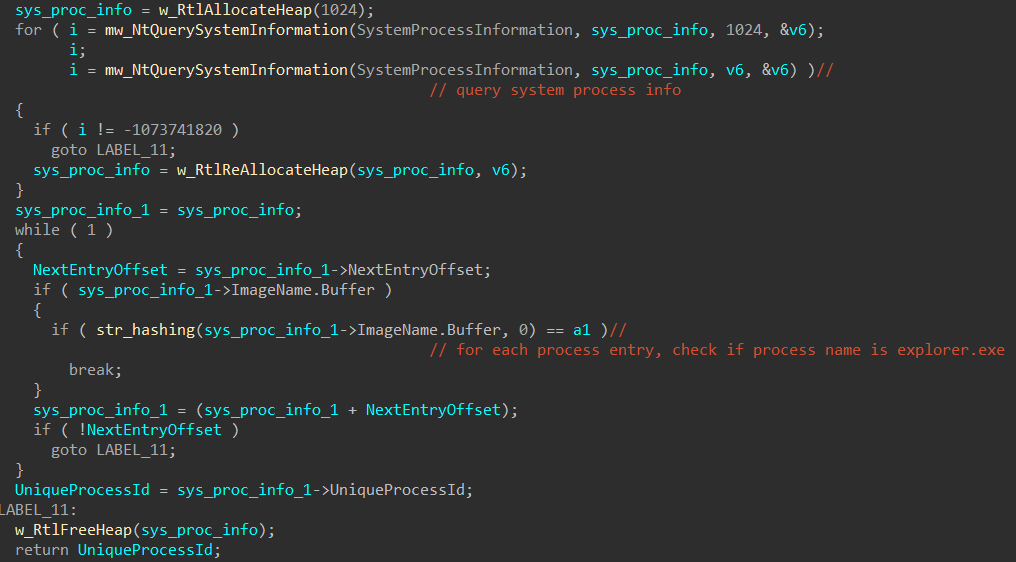 sys_proc_info = w_RtlAllocateHeap(1024);
for ( i = mw_NtQuerySystemInformation(SystemProcessInformation, sys_proc_info, 1024, &v6);
i;
i = mw_NtQuerySystemInformation(SystemProcessInformation, sys_proc_info, v6, &v6) )//
// query system process info
{
if ( i != -1073741820 )
goto LABEL_11;
sys_proc_info = w_RtlReAllocateHeap(sys_proc_info, v6);
}
sys_proc_info_1 = sys_proc_info;
while ( 1 )
{
NextEntryOffset = sys_proc_info_1->NextEntryOffset;
if ( sys_proc_info_1->ImageName.Buffer )
{
if ( str_hashing(sys_proc_info_1->ImageName.Buffer, 0) == a1 )//
// for each process entry, check if process name is explorer.exe
break;
}
sys_proc_info_1 = (sys_proc_info_1 + NextEntryOffset);
if ( !NextEntryOffset )
goto LABEL_11;
}
UniqueProcessId = sys_proc_info_1->UniqueProcessId;
LABEL_11:
w_RtlFreeHeap(sys_proc_info);
return UniqueProcessId;